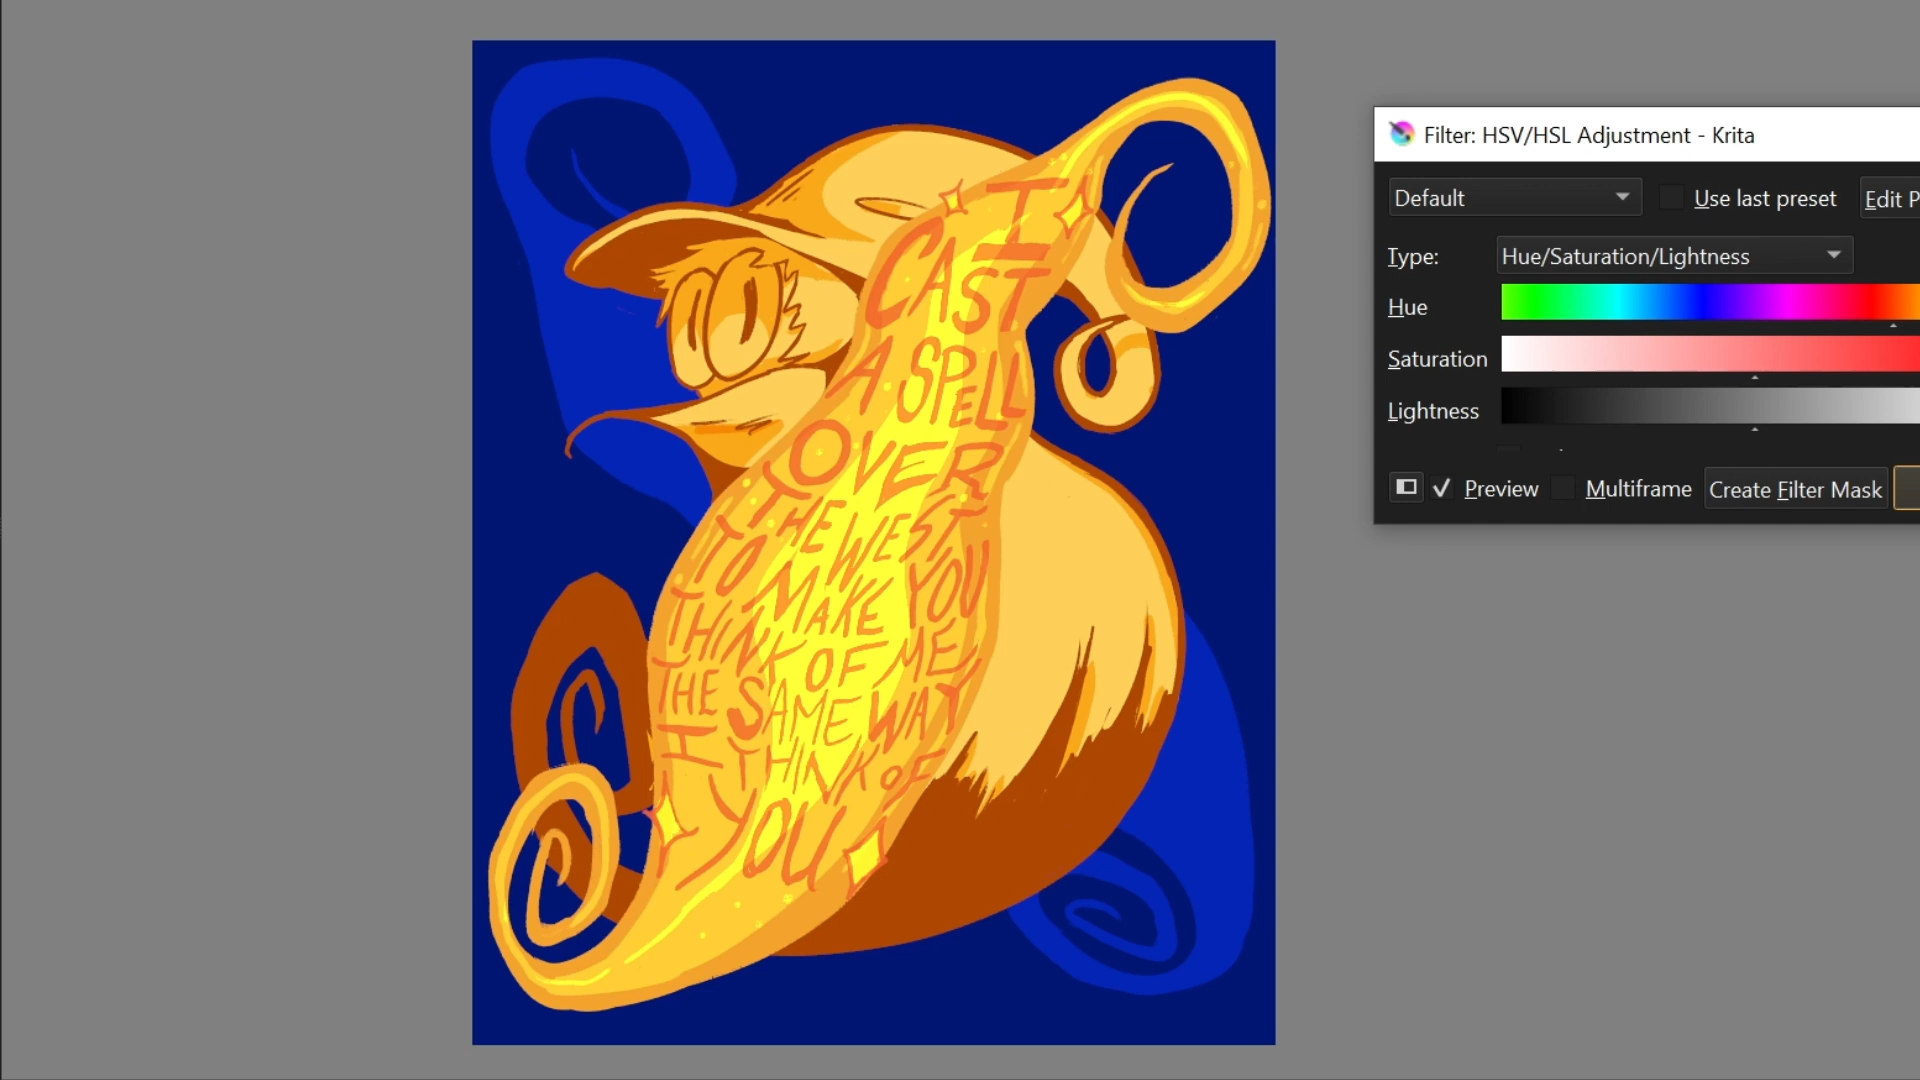 I
CAST
A SPELL
OVER
THE WEST
TO MAKE YOU
THINK OF ME
THE SAME WAY
I THINK OF
YOU
Filter: HSV/HSL Adjustment - Krita
Default
Use last preset
Edit P
Type:
Hue/Saturation/Lightness
Hue
Saturation
Lightness
Preview
Multiframe
Create Filter Mask